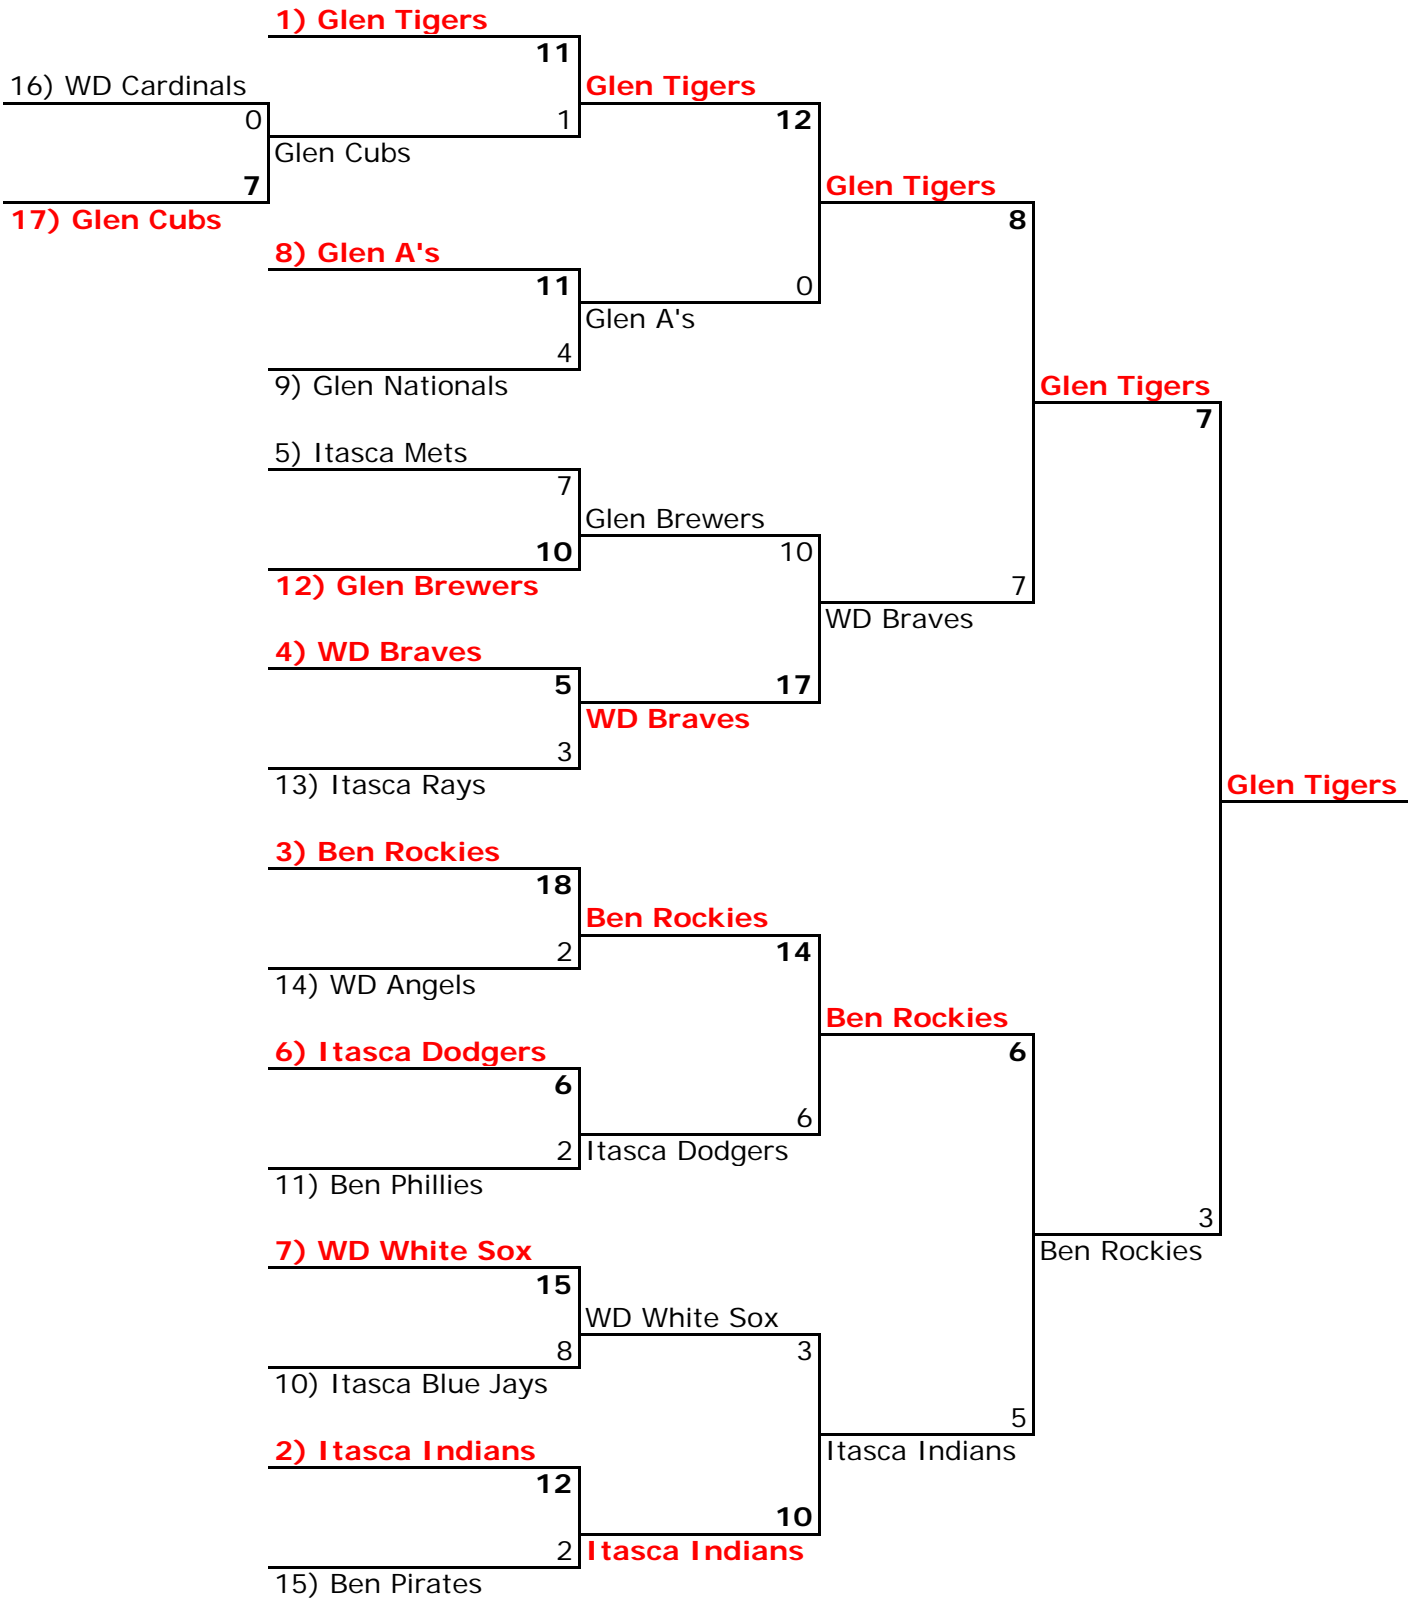 1) Glen Tigers
11
16) WD Cardinals
Glen Tigers
0
1
12
Glen Cubs
7
Glen Tigers
17) Glen Cubs
8
8) Glen A's
11
0
Glen A's
4
9) Glen Nationals
Glen Tigers
7
5) Itasca Mets
7
Glen Brewers
10
10
12) Glen Brewers
7
WD Braves
4) WD Braves
5
17
WD Braves
3
13) Itasca Rays
Glen Tigers
3) Ben Rockies
18
Ben Rockies
2
14
14) WD Angels
Ben Rockies
6) Itasca Dodgers
6
6
6
2
Itasca Dodgers
11) Ben Phillies
3
7) WD White Sox
Ben Rockies
15
WD White Sox
8
3
10) Itasca Blue Jays
5
2) Itasca Indians
Itasca Indians
12
10
2
Itasca Indians
15) Ben Pirates